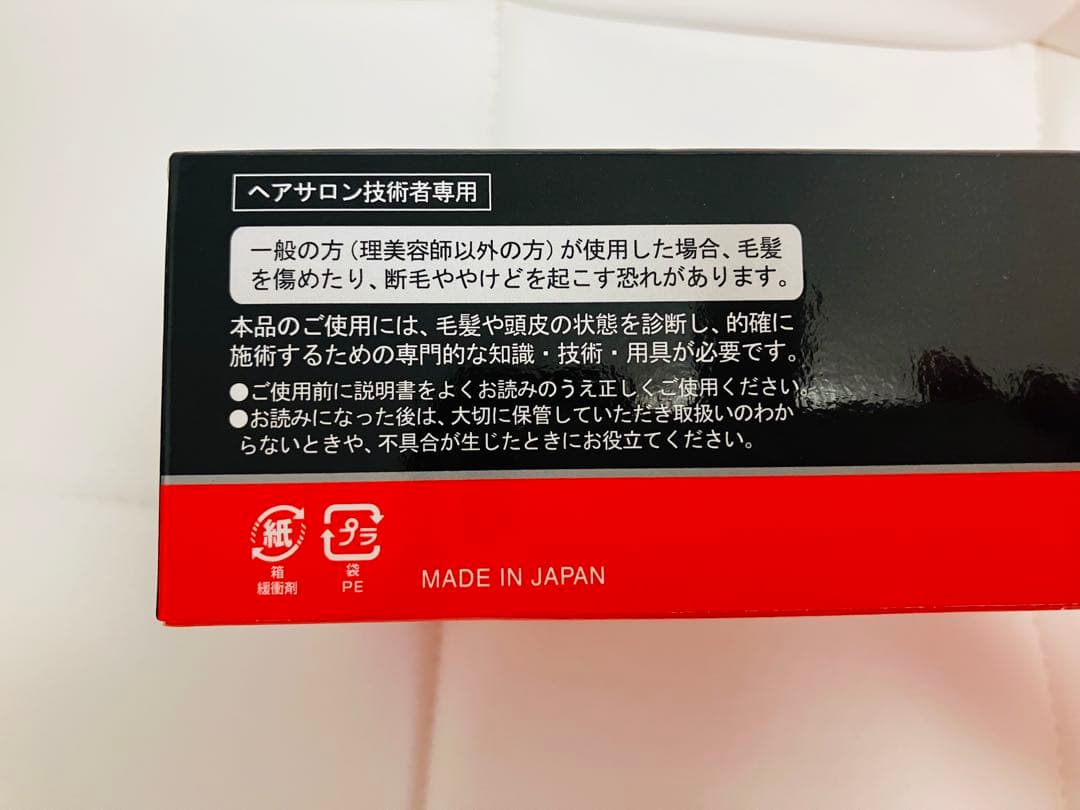 ヘアサロン技術者専用
一般の方（理美容師以外の方）が使用した場合、毛髪
を傷めたり、断毛ややけどを起こす恐れがあります。
本品のご使用には、毛髪や頭皮の状態を診断し、的確に
施術するための専門的な知識・技術・用具が必要です。
●ご使用前に説明書をよくお読みのうえ正しくご使用ください。
●お読みになった後は、大切に保管していただき取扱いのわか
らないときや、不具合が生じたときにお役立てください。
紙 プラ
箱 袋
緩衝剤 PE
MADE IN JAPAN